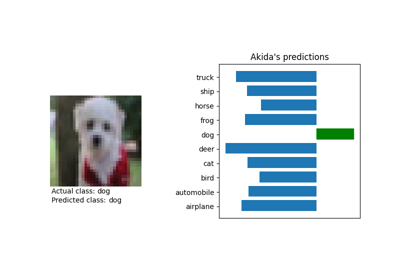 Akida's predictions
truck
ship
horse
frog
dog
deer
cat
bird
automobile
airplane
Actual class: dog
Predicted class: dog